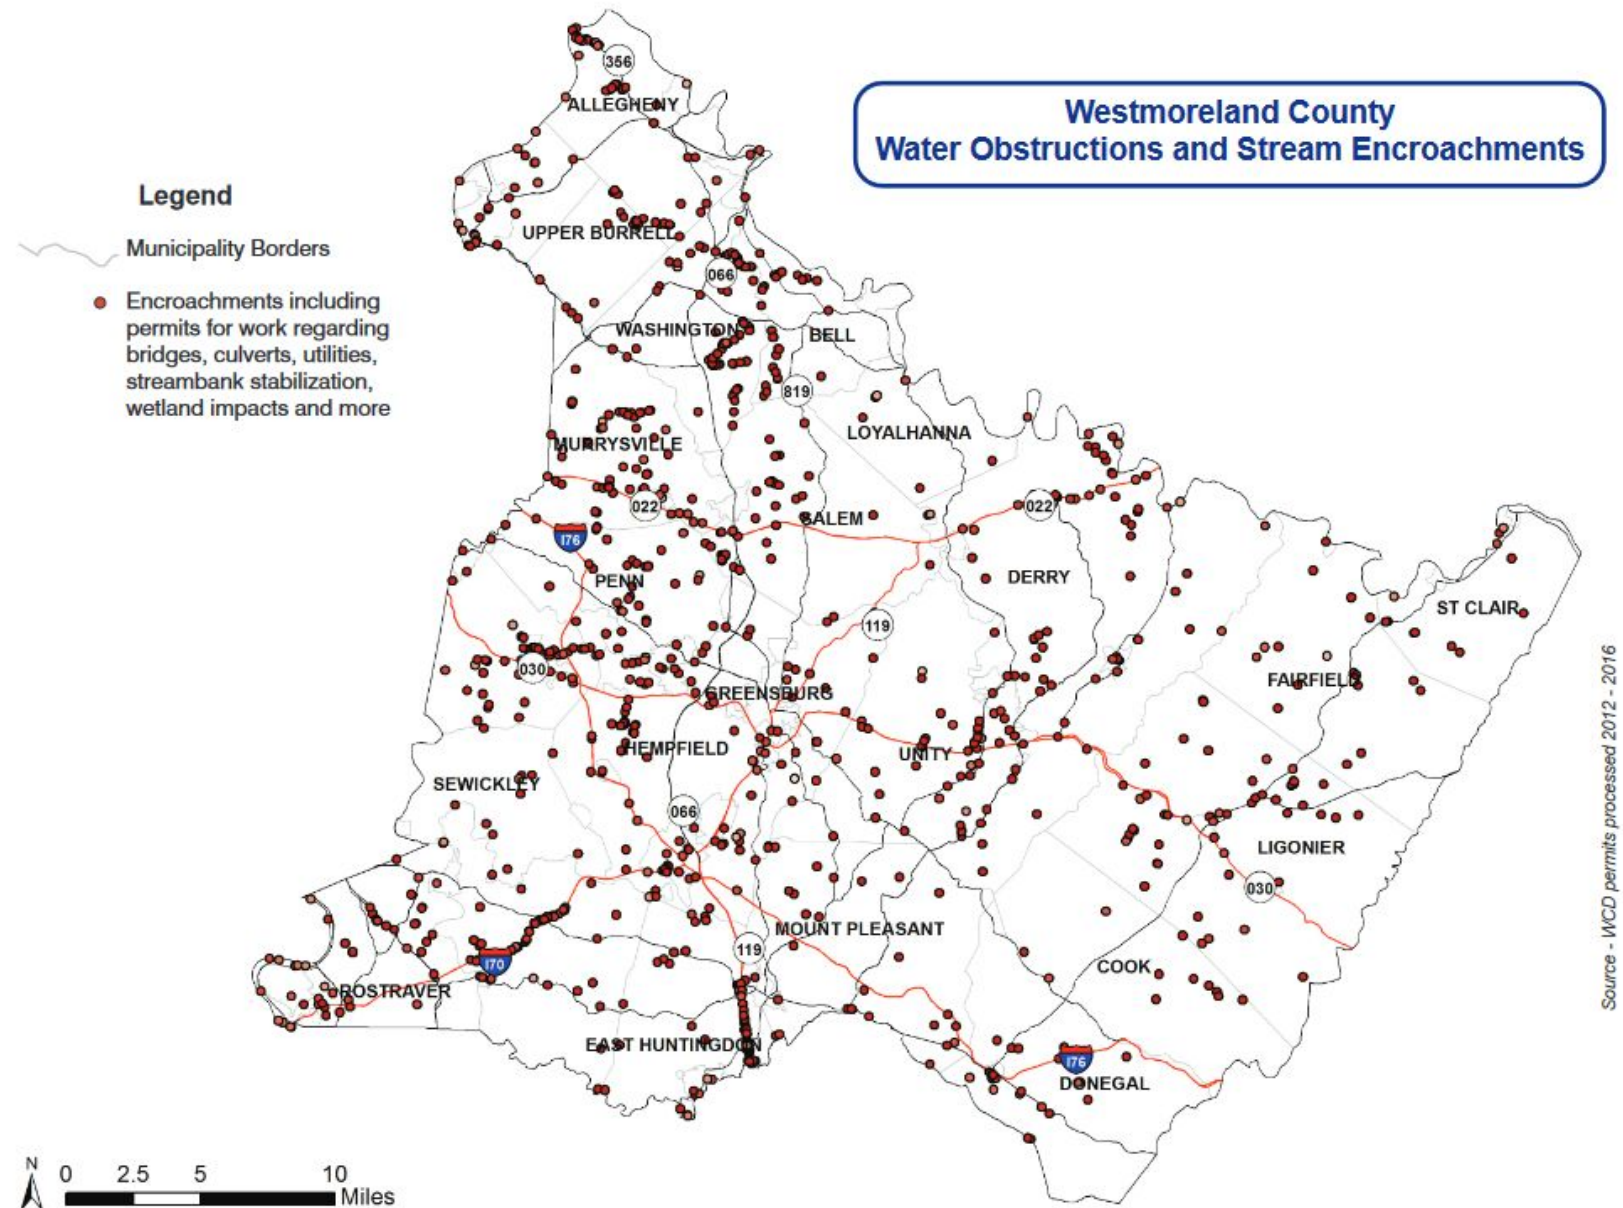 Westmoreland County
Water Obstructions and Stream Encroachments
Legend
Municipality Borders
Encroachments including
permits for work regarding
bridges, culverts, utilities,
streambank stabilization,
wetland impacts and more
356
ALLEGHENY
UPPER BURRELL
066
WASHINGTON
BELL
819
LOYALHANNA
MURRYSVILLE
022
SALEM
022
I76
PENN
DERRY
ST CLAIR
119
030
GREENSBURG
FAIRFIELD
HEMPFIELD
UNITY
SEWICKLEY
066
LIGONIER
030
MOUNT PLEASANT
119
I70
COOK
ROSTRAVER
EAST HUNTINGDON
I76
DONEGAL
Source - WCD permits processed 2012 - 2016
N
0 2.5 5 10
Miles